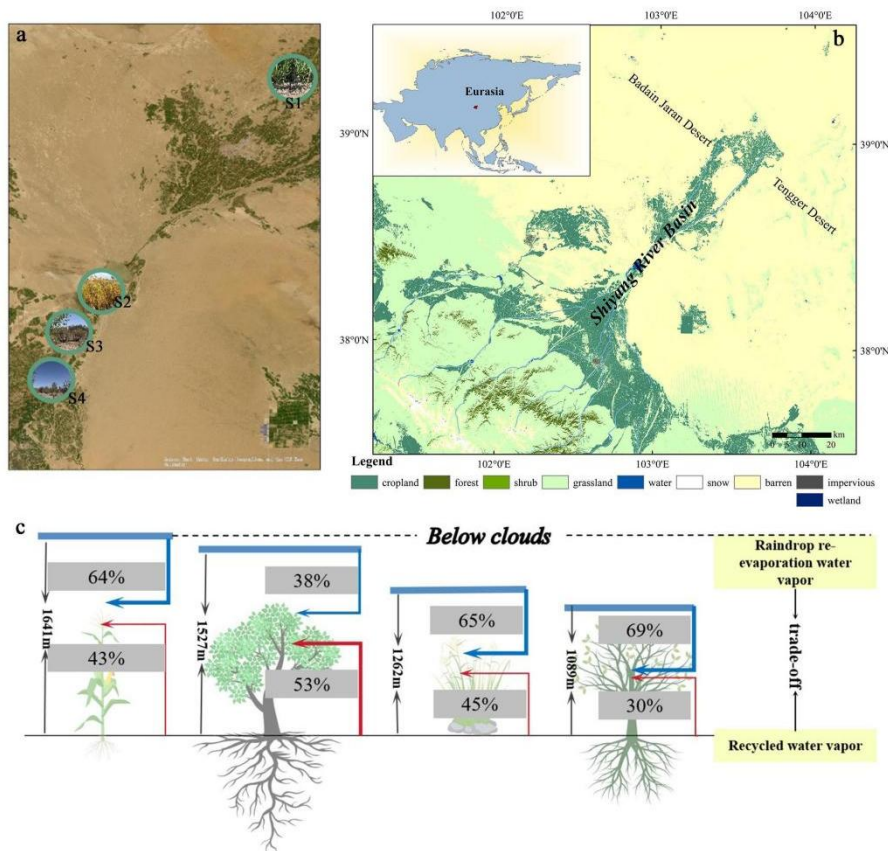 a
S1
S2
S3
S4
102°0'E
103°0'E
104°0'E
b
Eurasia
Badain Jaran Desert
Tengger Desert
Shiyang River Basin
39°0'N
38°0'N
39°0'N
38°0'N
0 5 10 20
km
102°0'E
103°0'E
104°0'E
Legend
cropland
forest
shrub
grassland
water
snow
barren
impervious
wetland
c
Below clouds
64%
1641m
43%
38%
1527m
53%
65%
1262m
45%
69%
1089m
30%
Raindrop re-
evaporation water
vapor
trade-off
Recycled water vapor